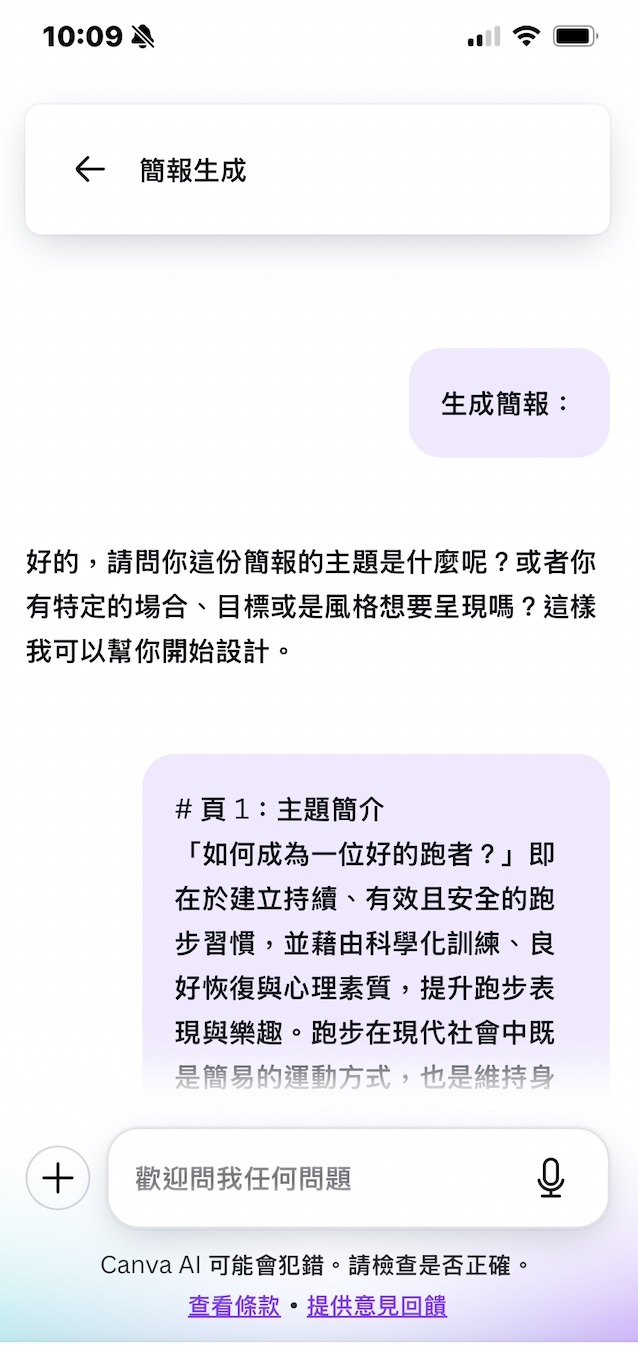 10:09
簡報生成
生成簡報：
好的，請問你這份簡報的主題是什麼呢？或者你
有特定的場合、目標或是風格想要呈現嗎？這樣
我可以幫你開始設計。
# 頁 1：主題簡介
「如何成為一位好的跑者？」即
在於建立持續、有效且安全的跑
步習慣，並藉由科學化訓練、良
好恢復與心理素質，提升跑步表
現與樂趣。跑步在現代社會中既
是簡易的運動方式，也是維持身
歡迎問我任何問題
Canva AI 可能會犯錯。請檢查是否正確。
查看條款 • 提供意見回饋